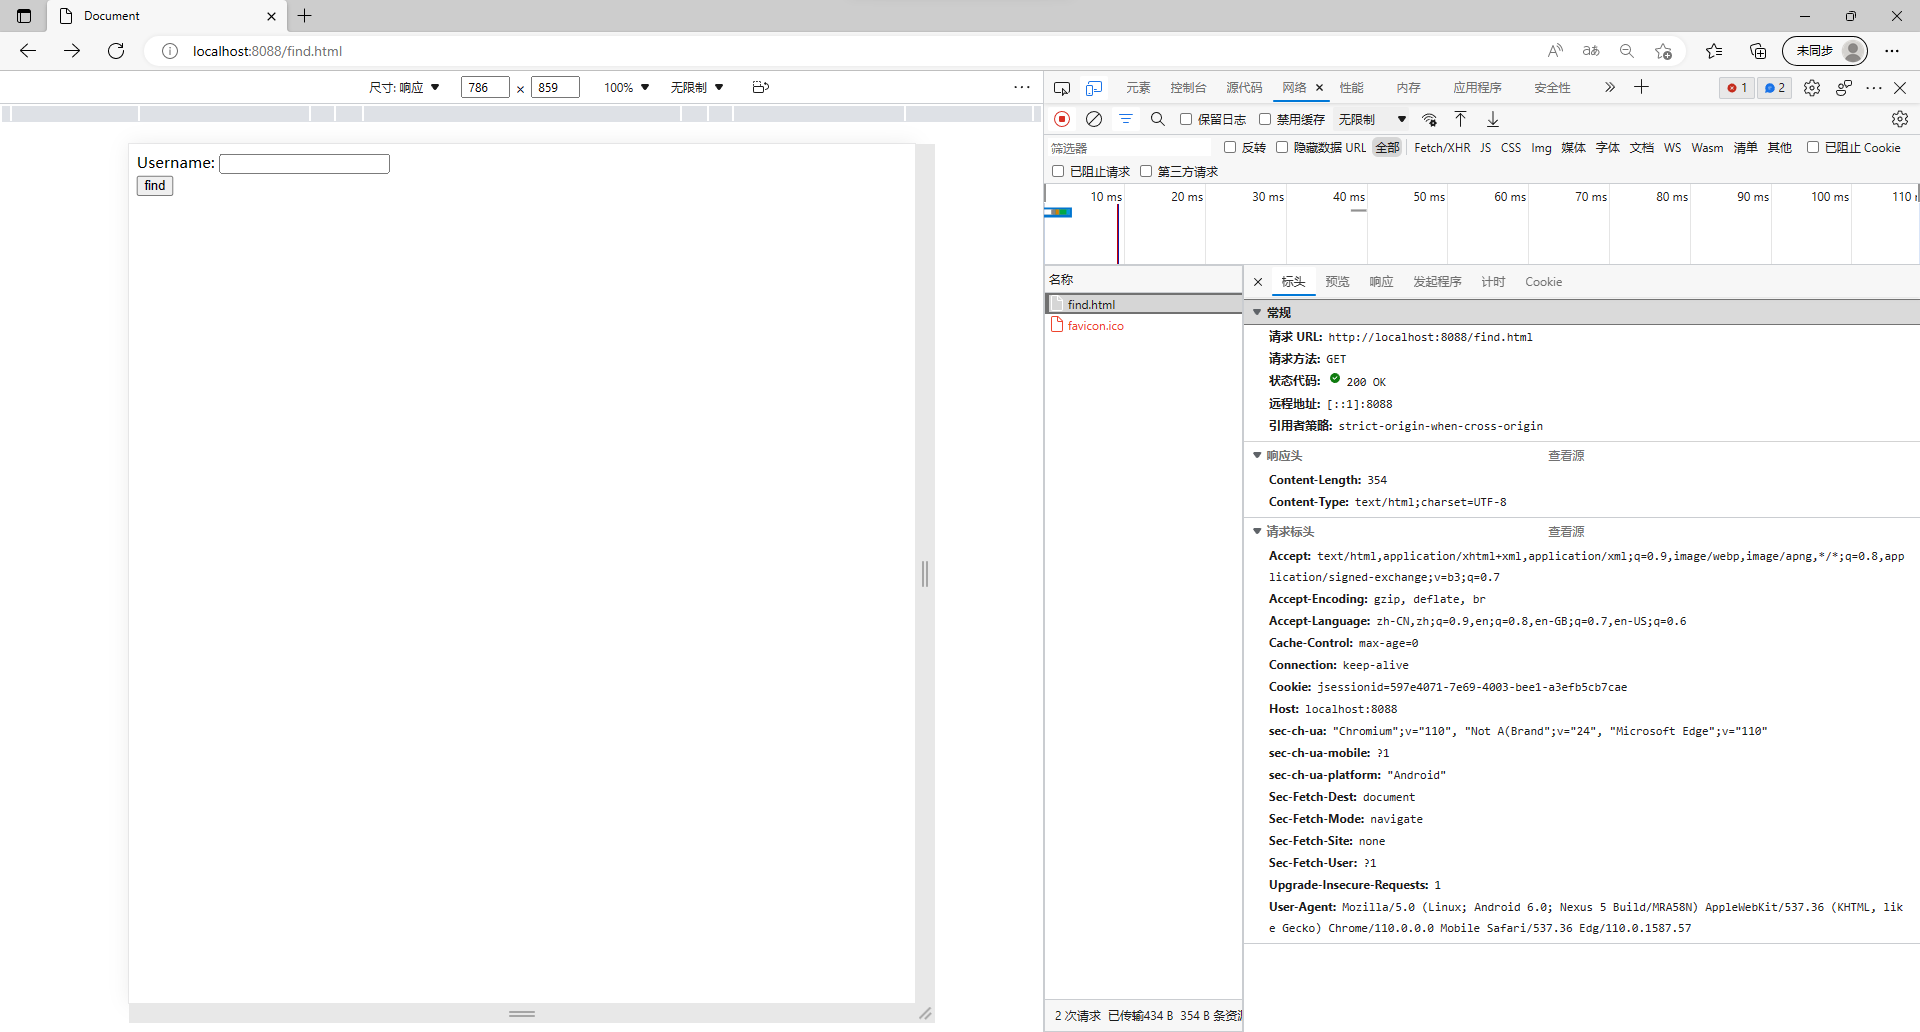 Document
localhost:8088/find.html
未同步
尺寸: 响应 786 × 859 100% 无限制
Username:
find
元素 控制台 源代码 网络 性能 内存 应用程序 安全性 1 2
保留日志 禁用缓存 无限制
筛选器 反转 隐藏数据 URL 全部 Fetch/XHR JS CSS Img 媒体 字体 文档 WS Wasm 清单 其他 已阻止 Cookie
已阻止请求 第三方请求
10 ms 20 ms 30 ms 40 ms 50 ms 60 ms 70 ms 80 ms 90 ms 100 ms 110
名称
find.html
favicon.ico
标头 预览 响应 发起程序 计时 Cookie
常规
请求 URL: http://localhost:8088/find.html
请求方法: GET
状态代码: 200 OK
远程地址: [::1]:8088
引用者策略: strict-origin-when-cross-origin
响应头 查看源
Content-Length: 354
Content-Type: text/html;charset=UTF-8
请求标头 查看源
Accept: text/html,application/xhtml+xml,application/xml;q=0.9,image/webp,image/apng,*/*;q=0.8,app
lication/signed-exchange;v=b3;q=0.7
Accept-Encoding: gzip, deflate, br
Accept-Language: zh-CN,zh;q=0.9,en;q=0.8,en-GB;q=0.7,en-US;q=0.6
Cache-Control: max-age=0
Connection: keep-alive
Cookie: jsessionid=597e4071-7e69-4003-bee1-a3efb5cb7cae
Host: localhost:8088
sec-ch-ua: "Chromium";v="110", "Not A(Brand";v="24", "Microsoft Edge";v="110"
sec-ch-ua-mobile: ?1
sec-ch-ua-platform: "Android"
Sec-Fetch-Dest: document
Sec-Fetch-Mode: navigate
Sec-Fetch-Site: none
Sec-Fetch-User: ?1
Upgrade-Insecure-Requests: 1
User-Agent: Mozilla/5.0 (Linux; Android 6.0; Nexus 5 Build/MRA58N) AppleWebKit/537.36 (KHTML, lik
e Gecko) Chrome/110.0.0.0 Mobile Safari/537.36 Edg/110.0.1587.57
2 次请求 已传输434 B 354 B 条资